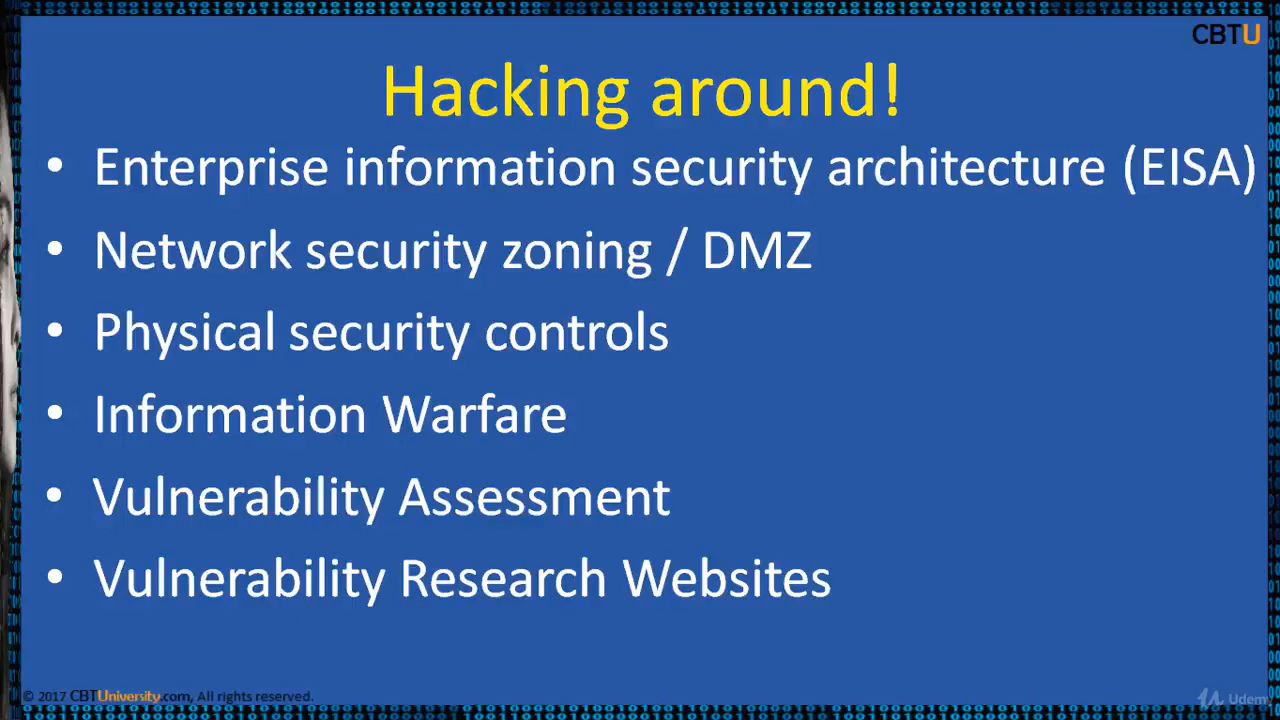 CBTU
Hacking around!
• Enterprise information security architecture (EISA)
• Network security zoning / DMZ
• Physical security controls
• Information Warfare
• Vulnerability Assessment
• Vulnerability Research Websites
© 2017 CBTUniversity.com, All rights reserved.
Udemy